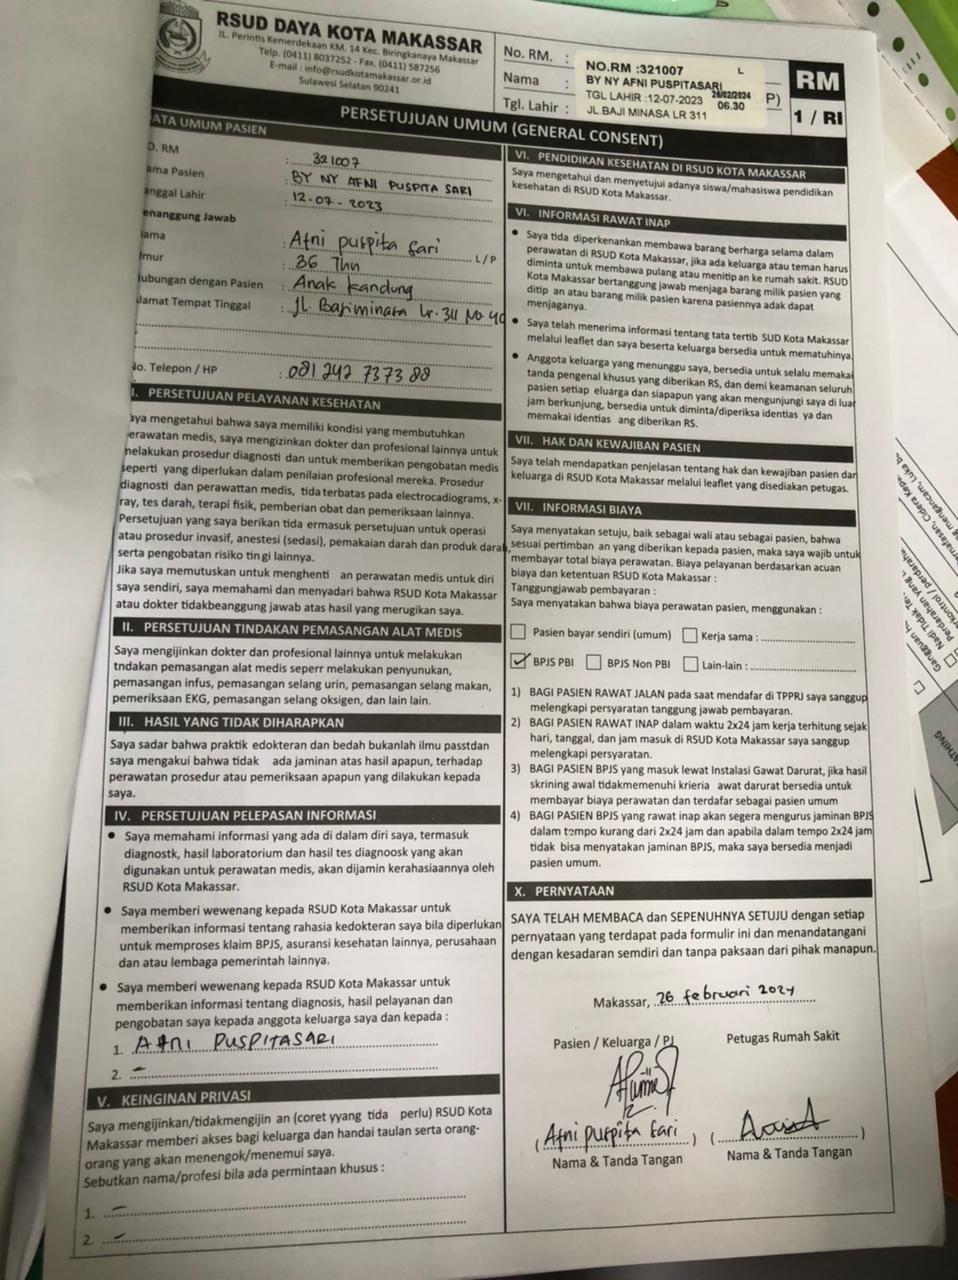 RSUD DAYA KOTA MAKASSAR
JL. Perintis Kemerdekaan KM. 14 Kec. Biringkanaya Makassar
Telp. (0411) 8037252 - Fax. (0411) 587256
E-mail : info@rsudkotamakassar.or.id
Sulawesi Selatan 90241
No. RM. :
Nama :
Tgl. Lahir :
NO.RM :321007 L
BY NY AFNI PUSPITASARI
TGL LAHIR :12-07-2023
26/02/2024
06.30
JL.BAJI MINASA LR 311
P)
RM
1 / RI
PERSETUJUAN UMUM (GENERAL CONSENT)
ATA UMUM PASIEN
O. RM : 321007
ama Pasien : BY NY AFNI PUSPITA SARI
anggal Lahir : 12-07-2023
enanggung Jawab
ama : Afni puspita sari L/P
mur : 36 Thn
ubungan dengan Pasien : Anak kandung
lamat Tempat Tinggal : Jl. Bajiminasa Lr. 311 No 40
No. Telepon / HP : 081 242 7373 88
I. PERSETUJUAN PELAYANAN KESEHATAN
aya mengetahui bahwa saya memiliki kondisi yang membutuhkan
erawatan medis, saya mengizinkan dokter dan profesional lainnya untuk
melakukan prosedur diagnosti dan untuk memberikan pengobatan medis
seperti yang diperlukan dalam penilaian profesional mereka. Prosedur
diagnosti dan perawattan medis, tida terbatas pada electrocadiograms, x-
ray, tes darah, terapi fisik, pemberian obat dan pemeriksaan lainnya.
Persetujuan yang saya berikan tida ermasuk persetujuan untuk operasi
atau prosedur invasif, anestesi (sedasi), pemakaian darah dan produk darah,
serta pengobatan risiko tin gi lainnya.
Jika saya memutuskan untuk menghenti an perawatan medis untuk diri
saya sendiri, saya memahami dan menyadari bahwa RSUD Kota Makassar
atau dokter tidakbeanggung jawab atas hasil yang merugikan saya.
II. PERSETUJUAN TINDAKAN PEMASANGAN ALAT MEDIS
Saya mengijinkan dokter dan profesional lainnya untuk melakukan
tndakan pemasangan alat medis seperr melakukan penyunukan,
pemasangan infus, pemasangan selang urin, pemasangan selang makan,
pemeriksaan EKG, pemasangan selang oksigen, dan lain lain.
III. HASIL YANG TIDAK DIHARAPKAN
Saya sadar bahwa praktik edokteran dan bedah bukanlah ilmu passtdan
saya mengakui bahwa tidak ada jaminan atas hasil apapun, terhadap
perawatan prosedur atau pemeriksaan apapun yang dilakukan kepada
saya.
IV. PERSETUJUAN PELEPASAN INFORMASI
● Saya memahami informasi yang ada di dalam diri saya, termasuk
diagnostk, hasil laboratorium dan hasil tes diagnoosk yang akan
digunakan untuk perawatan medis, akan dijamin kerahasiaannya oleh
RSUD Kota Makassar.
● Saya memberi wewenang kepada RSUD Kota Makassar untuk
memberikan informasi tentang rahasia kedokteran saya bila diperlukan
untuk memproses klaim BPJS, asuransi kesehatan lainnya, perusahaan
dan atau lembaga pemerintah lainnya.
● Saya memberi wewenang kepada RSUD Kota Makassar untuk
memberikan informasi tentang diagnosis, hasil pelayanan dan
pengobatan saya kepada anggota keluarga saya dan kepada :
1. AFNI PUSPITASARI
2. -
V. KEINGINAN PRIVASI
Saya mengijinkan/tidakmengijin an (coret yyang tida perlu) RSUD Kota
Makassar memberi akses bagi keluarga dan handai taulan serta orang-
orang yang akan menengok/menemui saya.
Sebutkan nama/profesi bila ada permintaan khusus :
1. -
2. -
VI. PENDIDIKAN KESEHATAN DI RSUD KOTA MAKASSAR
Saya mengetahui dan menyetujui adanya siswa/mahasiswa pendidikan
kesehatan di RSUD Kota Makassar.
VI. INFORMASI RAWAT INAP
● Saya tida diperkenankan membawa barang berharga selama dalam
perawatan di RSUD Kota Makassar, jika ada keluarga atau teman harus
diminta untuk membawa pulang atau menitip an ke rumah sakit. RSUD
Kota Makassar bertanggung jawab menjaga barang milik pasien yang
ditip an atau barang milik pasien karena pasiennya adak dapat
menjaganya.
● Saya telah menerima informasi tentang tata tertib SUD Kota Makassar
melalui leaflet dan saya beserta keluarga bersedia untuk mematuhinya.
● Anggota keluarga yang menunggu saya, bersedia untuk selalu memakai
tanda pengenal khusus yang diberikan RS, dan demi keamanan seluruh
pasien setiap eluarga dan siapapun yang akan mengunjungi saya di luar
jam berkunjung, bersedia untuk diminta/diperiksa identias ya dan
memakai identias ang diberikan RS.
VII. HAK DAN KEWAJIBAN PASIEN
Saya telah mendapatkan penjelasan tentang hak dan kewajiban pasien dan
keluarga di RSUD Kota Makassar melalui leaflet yang disediakan petugas.
VII. INFORMASI BIAYA
Saya menyatakan setuju, baik sebagai wali atau sebagai pasien, bahwa
sesuai pertimban an yang diberikan kepada pasien, maka saya wajib untuk
membayar total biaya perawatan. Biaya pelayanan berdasarkan acuan
biaya dan ketentuan RSUD Kota Makassar :
Tanggungjawab pembayaran :
Saya menyatakan bahwa biaya perawatan pasien, menggunakan :
Pasien bayar sendiri (umum) Kerja sama :
BPJS PBI BPJS Non PBI Lain-lain :
1) BAGI PASIEN RAWAT JALAN pada saat mendafar di TPPRJ saya sanggup
melengkapi persyaratan tanggung jawab pembayaran.
2) BAGI PASIEN RAWAT INAP dalam waktu 2x24 jam kerja terhitung sejak
hari, tanggal, dan jam masuk di RSUD Kota Makassar saya sanggup
melengkapi persyaratan.
3) BAGI PASIEN BPJS yang masuk lewat Instalasi Gawat Darurat, jika hasil
skrining awal tidakmemenuhi krieria awat darurat bersedia untuk
membayar biaya perawatan dan terdafar sebagai pasien umum
4) BAGI PASIEN BPJS yang rawat inap akan segera mengurus jaminan BPJS
dalam tempo kurang dari 2x24 jam dan apabila dalam tempo 2x24 jam
tidak bisa menyatakan jaminan BPJS, maka saya bersedia menjadi
pasien umum.
X. PERNYATAAN
SAYA TELAH MEMBACA dan SEPENUHNYA SETUJU dengan setiap
pernyataan yang terdapat pada formulir ini dan menandatangani
dengan kesadaran semdiri dan tanpa paksaan dari pihak manapun.
Makassar, 26 februari 2024
Pasien / Keluarga / PJ Petugas Rumah Sakit
( Afni puspita sari ) ( )
Nama & Tanda Tangan Nama & Tanda Tangan